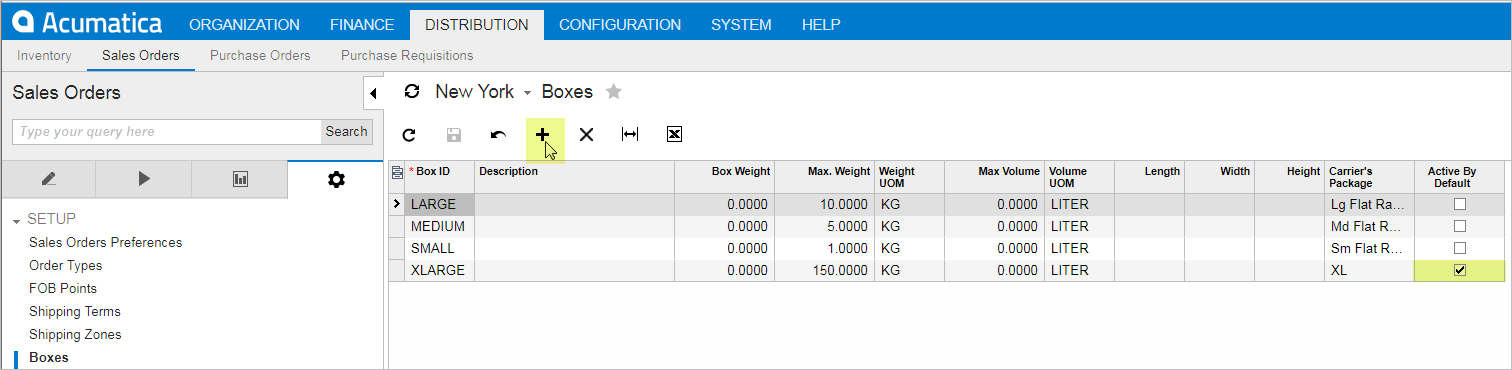 Acumatica ORGANIZATION FINANCE DISTRIBUTION CONFIGURATION SYSTEM HELP
Inventory Sales Orders Purchase Orders Purchase Requisitions
Sales Orders
Type your query here Search
SETUP
Sales Orders Preferences
Order Types
FOB Points
Shipping Terms
Shipping Zones
Boxes
New York Boxes
* Box ID Description Box Weight Max. Weight Weight UOM Max Volume Volume UOM Length Width Height Carrier's Package Active By Default
LARGE 0.0000 10.0000 KG 0.0000 LITER Lg Flat Ra...
MEDIUM 0.0000 5.0000 KG 0.0000 LITER Md Flat R...
SMALL 0.0000 1.0000 KG 0.0000 LITER Sm Flat R...
XLARGE 0.0000 150.0000 KG 0.0000 LITER XL